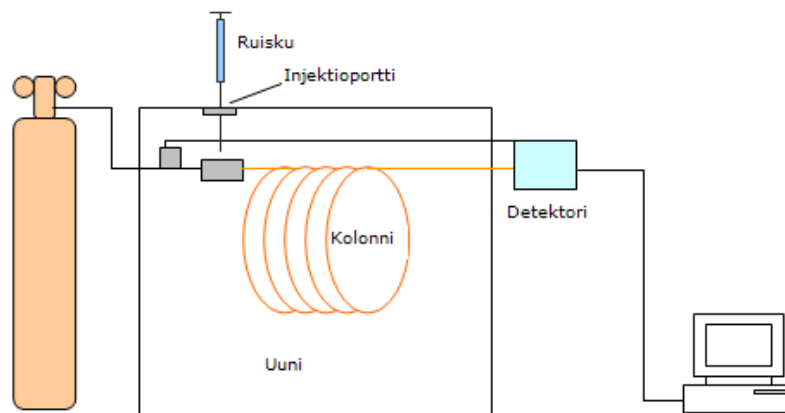 Ruisku
Injektioportti
Detektori
Kolonni
Uuni